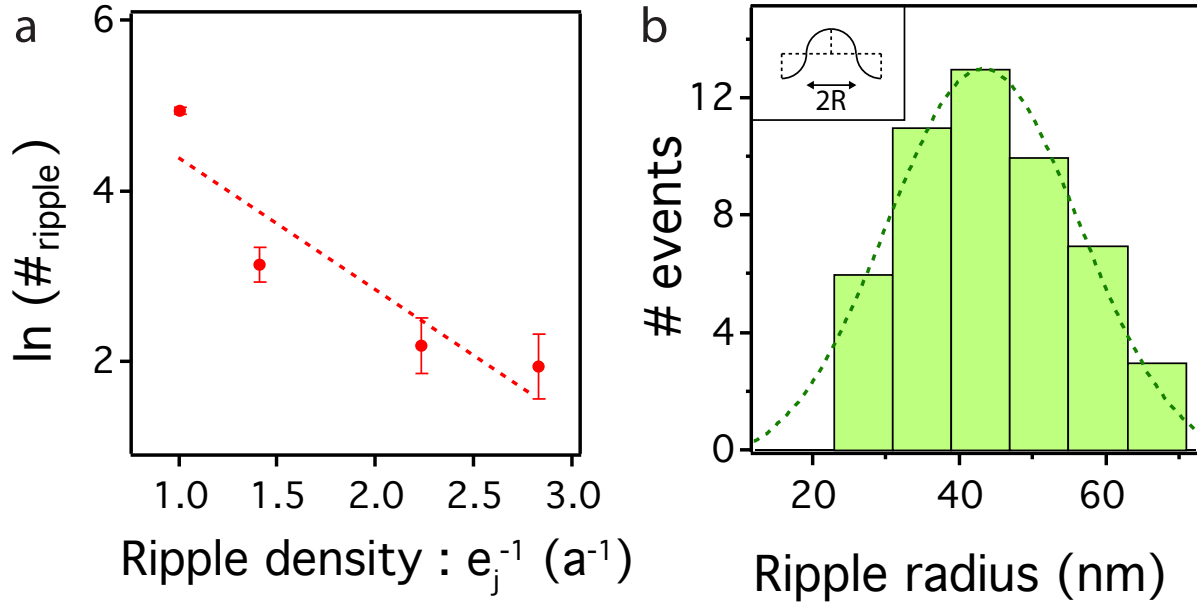 a
6
4
2
ln (#ripple)
1.0 1.5 2.0 2.5 3.0
Ripple density : ej-1 (a-1)
b
2R
12
8
4
0
# events
20 40 60
Ripple radius (nm)